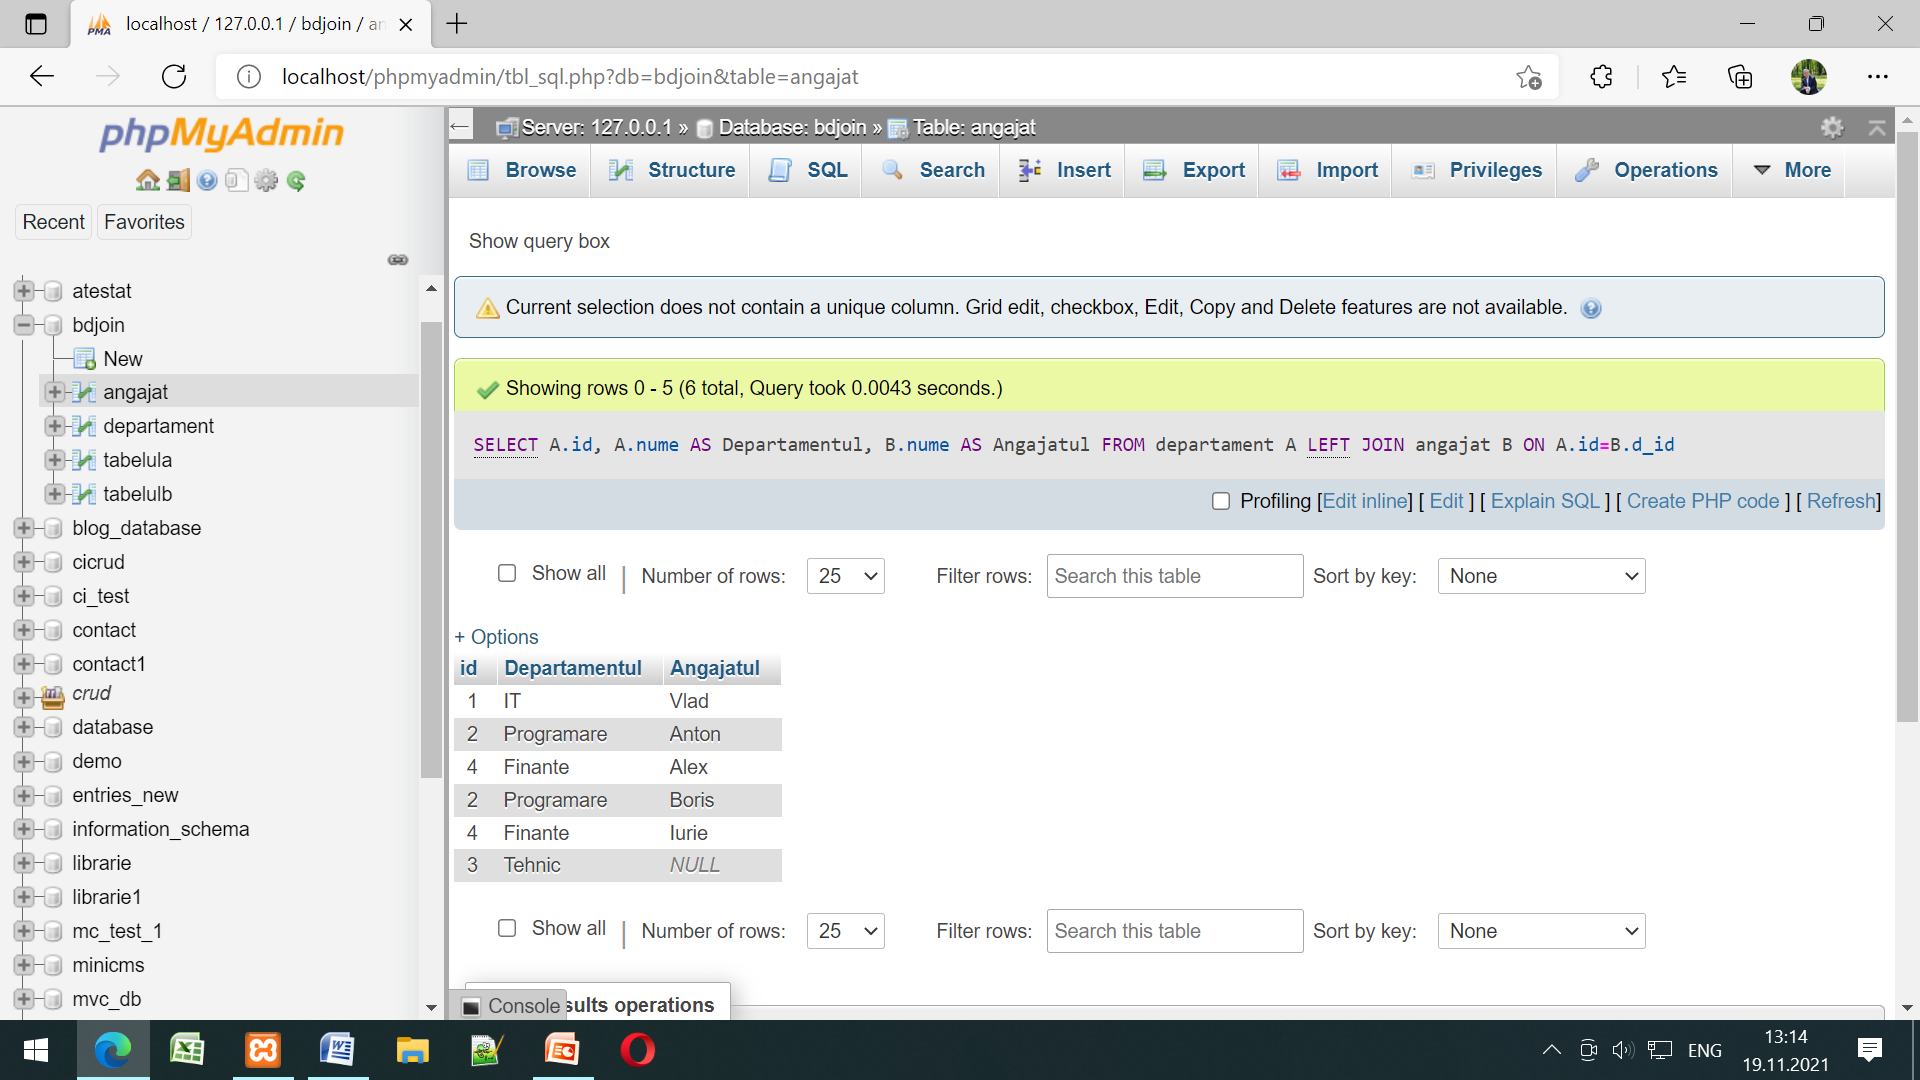 localhost / 127.0.0.1 / bdjoin / an
localhost/phpmyadmin/tbl_sql.php?db=bdjoin&table=angajat
phpMyAdmin
Recent Favorites
atestat
bdjoin
New
angajat
departament
tabelula
tabelulb
blog_database
cicrud
ci_test
contact
contact1
crud
database
demo
entries_new
information_schema
librarie
librarie1
mc_test_1
minicms
mvc_db
Server: 127.0.0.1 » Database: bdjoin » Table: angajat
Browse Structure SQL Search Insert Export Import Privileges Operations More
Show query box
Current selection does not contain a unique column. Grid edit, checkbox, Edit, Copy and Delete features are not available.
Showing rows 0 - 5 (6 total, Query took 0.0043 seconds.)
SELECT A.id, A.nume AS Departamentul, B.nume AS Angajatul FROM departament A LEFT JOIN angajat B ON A.id=B.d_id
Profiling [Edit inline] [ Edit ] [ Explain SQL ] [ Create PHP code ] [ Refresh]
Show all | Number of rows: 25 Filter rows: Search this table Sort by key: None
+ Options
id Departamentul Angajatul
1 IT Vlad
2 Programare Anton
4 Finante Alex
2 Programare Boris
4 Finante Iurie
3 Tehnic NULL
Show all | Number of rows: 25 Filter rows: Search this table Sort by key: None
Console sults operations
ENG
13:14
19.11.2021